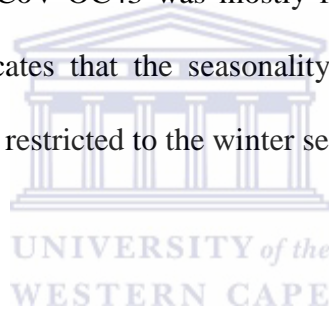 CoV-OC43 was mostly
cates that the seasonality
restricted to the winter se
UNIVERSITY of the
WESTERN CAPE